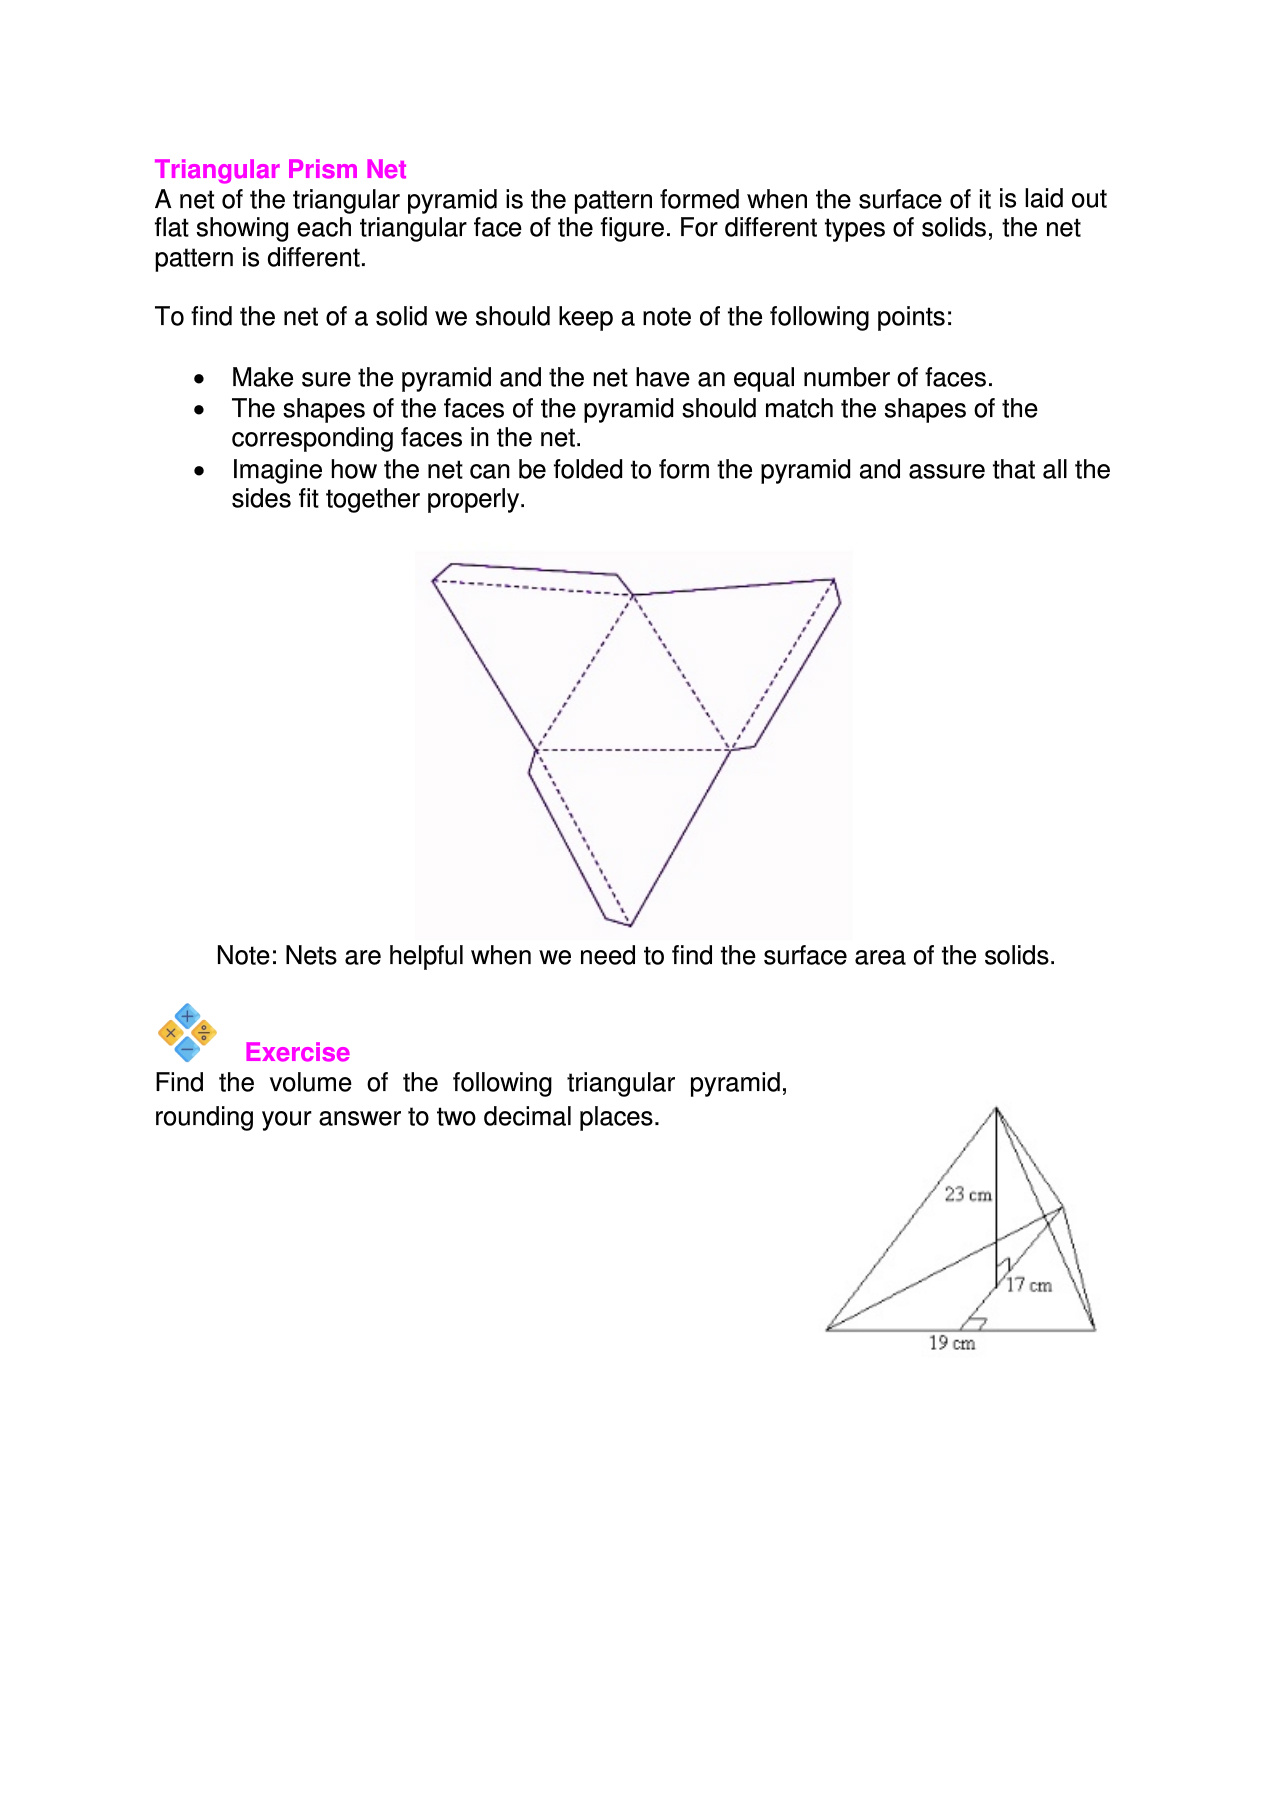 Triangular Prism Net
A net of the triangular pyramid is the pattern formed when the surface of it is laid out
flat showing each triangular face of the figure. For different types of solids, the net
pattern is different.
To find the net of a solid we should keep a note of the following points:
• Make sure the pyramid and the net have an equal number of faces.
• The shapes of the faces of the pyramid should match the shapes of the
corresponding faces in the net.
• Imagine how the net can be folded to form the pyramid and assure that all the
sides fit together properly.
Note: Nets are helpful when we need to find the surface area of the solids.
+
× ÷
−
Exercise
Find the volume of the following triangular pyramid,
rounding your answer to two decimal places.
23 cm
17 cm
19 cm